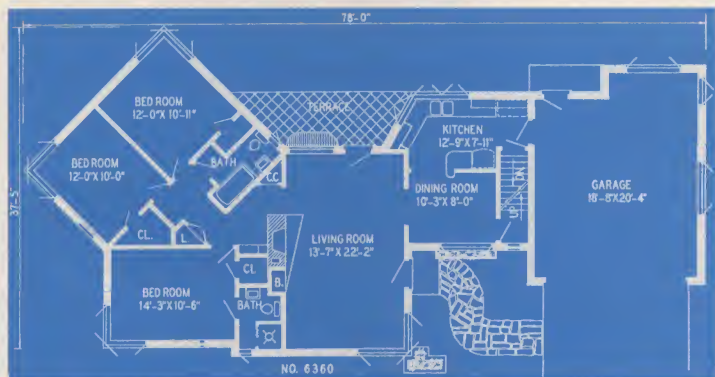 78'-0"
37'-5"
BED ROOM
12'-0"X 10'-11"
BED ROOM
12'-0"X 10'-0"
BATH
C.C.
TERRACE
KITCHEN
12'-9"X 7'-11"
DINING ROOM
10'-3"X 8'-0"
UP
DN.
GARAGE
18'-8"X20'-4"
LIVING ROOM
13'-7"X 22'-2"
CL.
L.
CL
B.
BED ROOM
14'-3"X 10'-6"
BATH
NO. 6360